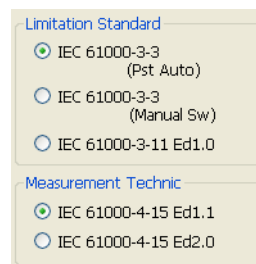 Limitation Standard
IEC 61000-3-3
(Pst Auto)
IEC 61000-3-3
(Manual Sw)
IEC 61000-3-11 Ed1.0
Measurement Technic
IEC 61000-4-15 Ed1.1
IEC 61000-4-15 Ed2.0